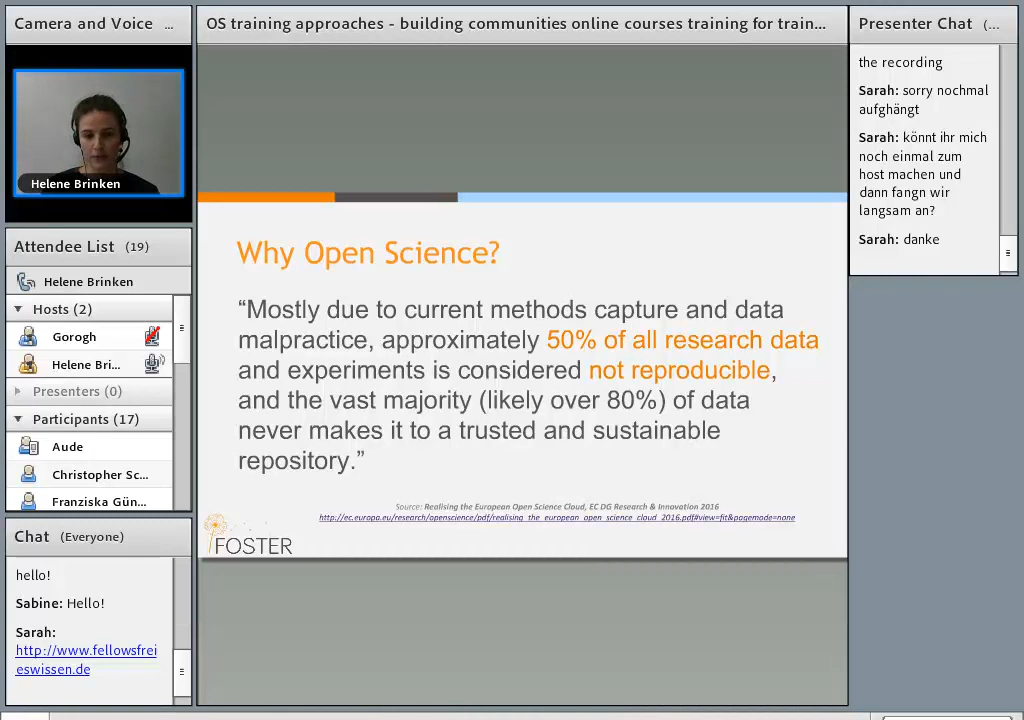 Camera and Voice ...
Helene Brinken
Attendee List (19)
Helene Brinken
Hosts (2)
Gorogh
Helene Bri...
Presenters (0)
Participants (17)
Aude
Christopher Sc...
Franziska Gün...
Chat (Everyone)
hello!
Sabine: Hello!
Sarah:
http://www.fellowsfrei
eswissen.de
OS training approaches - building communities online courses training for train...
Why Open Science?
“Mostly due to current methods capture and data
malpractice, approximately 50% of all research data
and experiments is considered not reproducible,
and the vast majority (likely over 80%) of data
never makes it to a trusted and sustainable
repository.”
Source: Realising the European Open Science Cloud, EC DG Research & Innovation 2016
http://ec.europa.eu/research/openscience/pdf/realising_the_european_open_science_cloud_2016.pdf#view=fit&pagemode=none
FOSTER
Presenter Chat (...
the recording
Sarah: sorry nochmal
aufghängt
Sarah: könnt ihr mich
noch einmal zum
host machen und
dann fangn wir
langsam an?
Sarah: danke